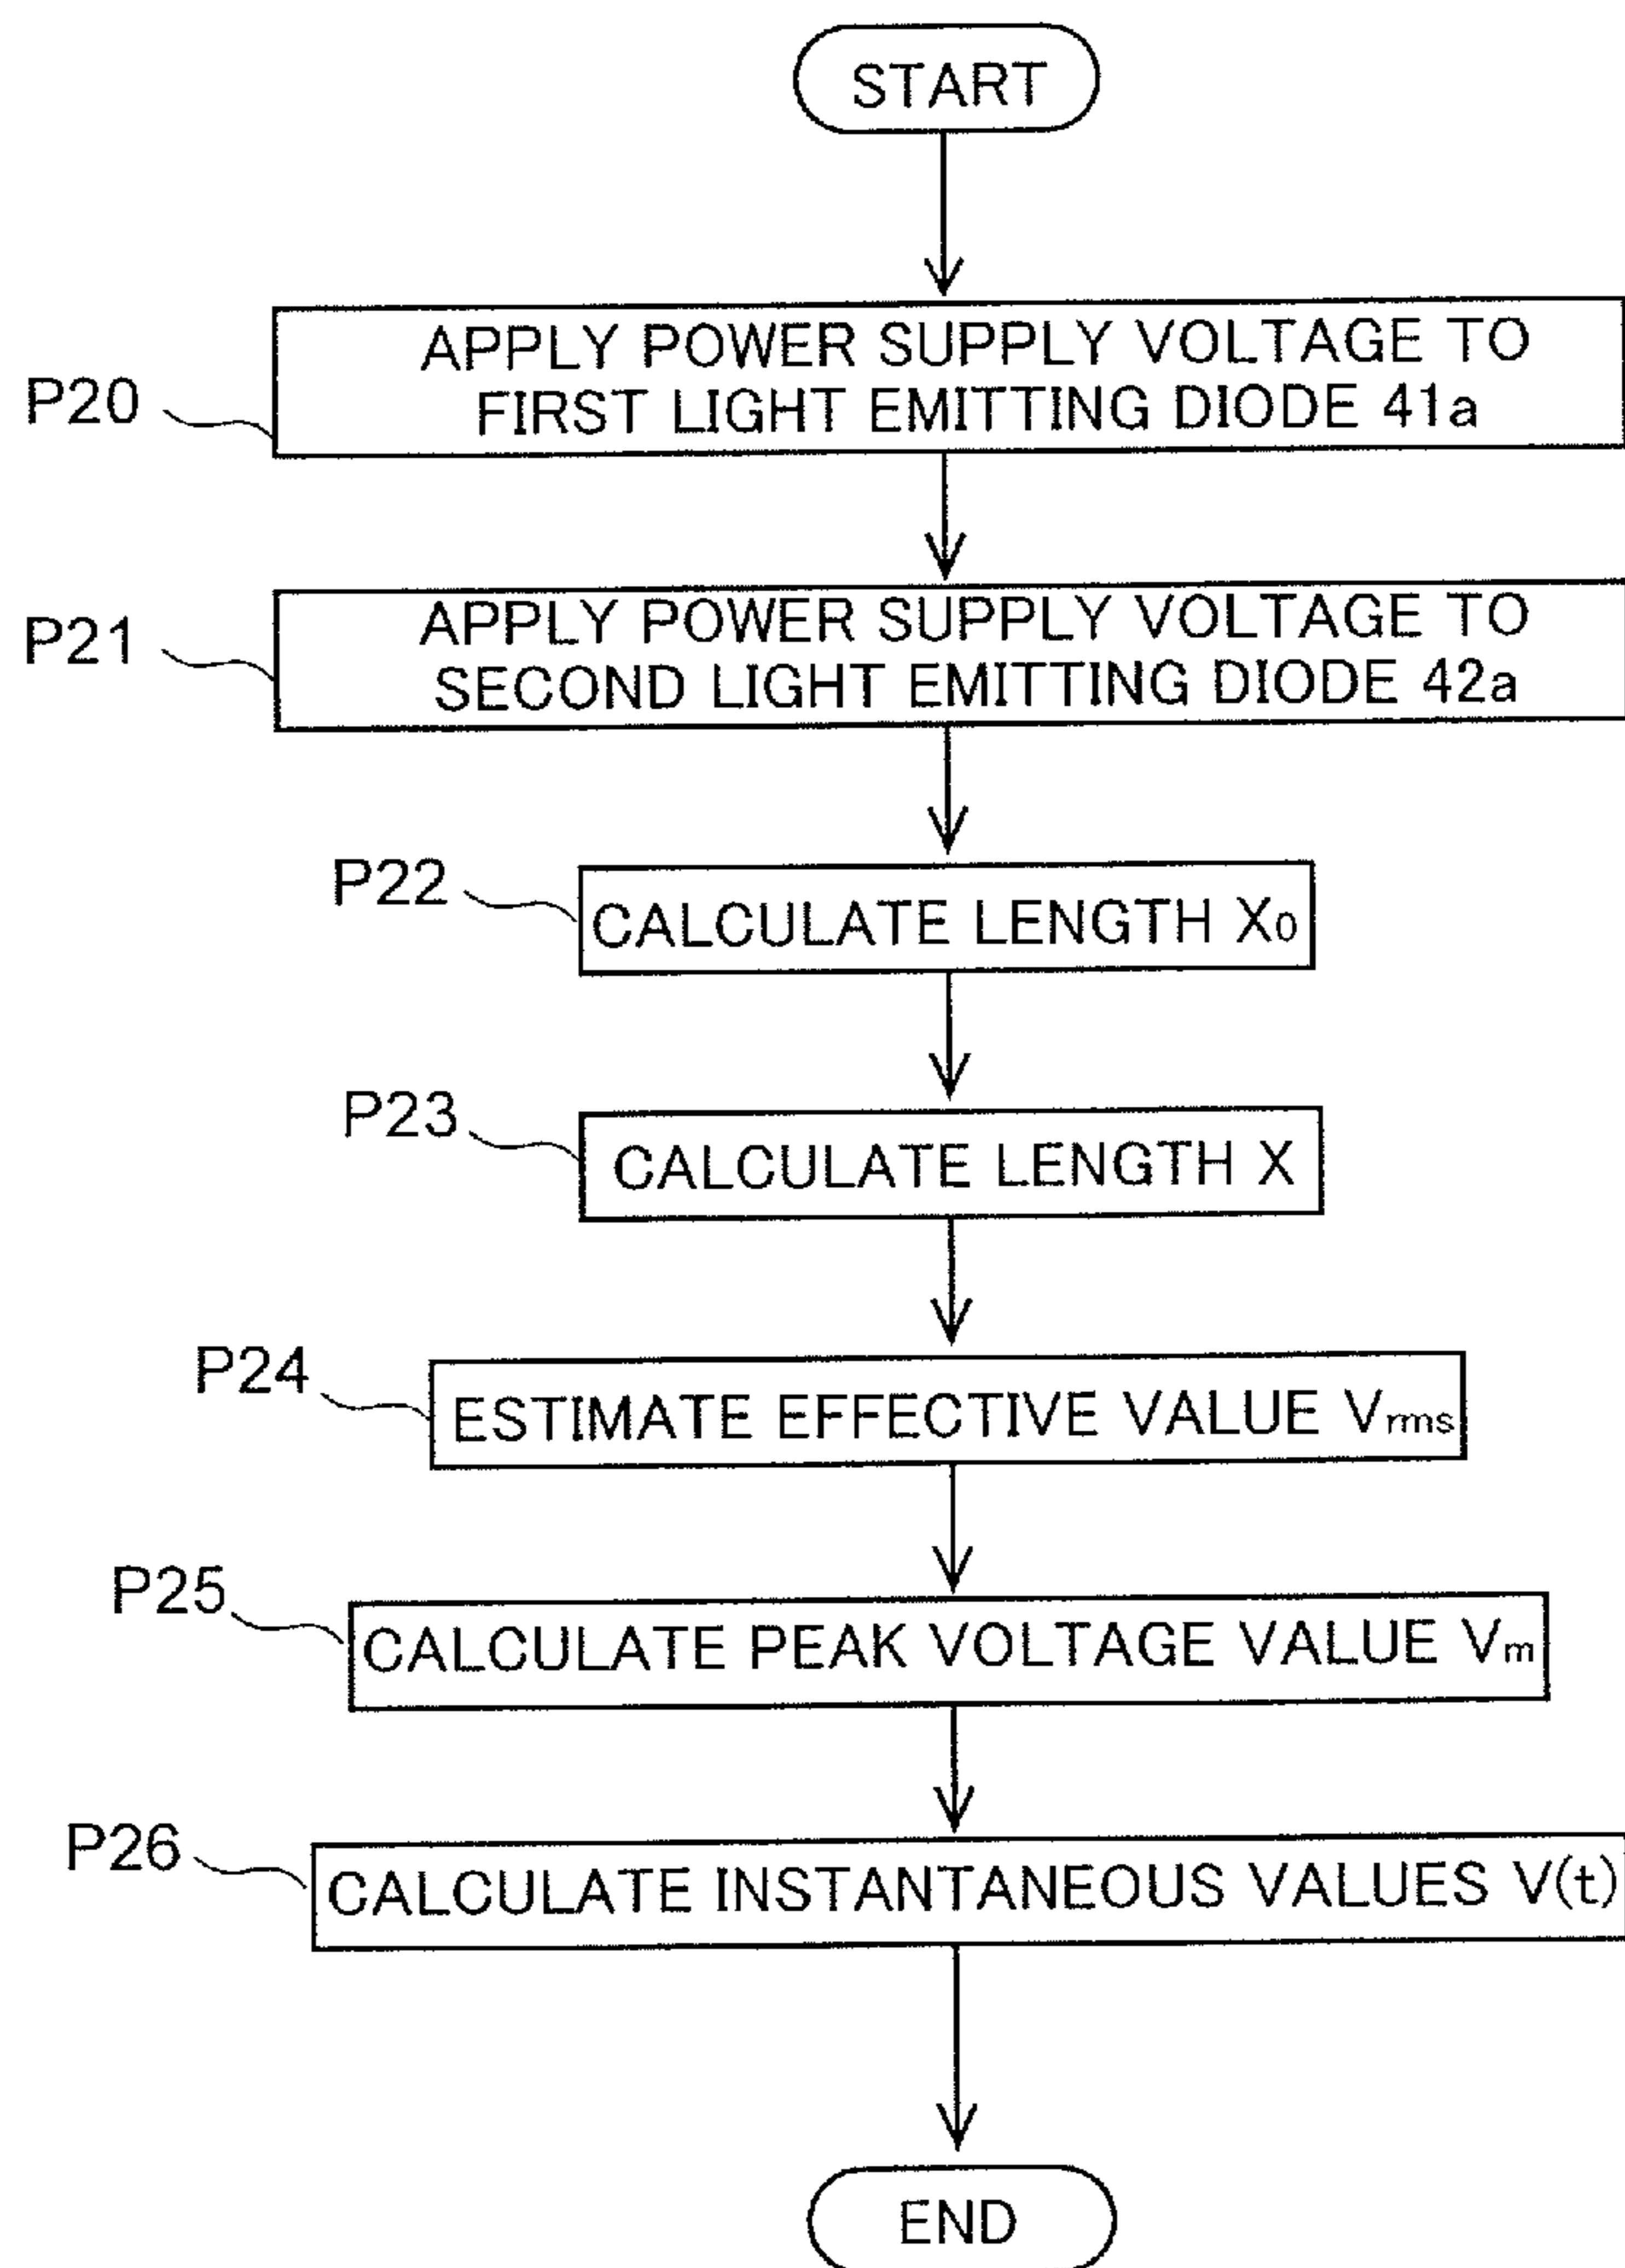 START
P20
APPLY POWER SUPPLY VOLTAGE TO
FIRST LIGHT EMITTING DIODE 41a
P21
APPLY POWER SUPPLY VOLTAGE TO
SECOND LIGHT EMITTING DIODE 42a
P22
CALCULATE LENGTH X₀
P23
CALCULATE LENGTH X
P24
ESTIMATE EFFECTIVE VALUE Vrms
P25
CALCULATE PEAK VOLTAGE VALUE Vm
P26
CALCULATE INSTANTANEOUS VALUES V(t)
END